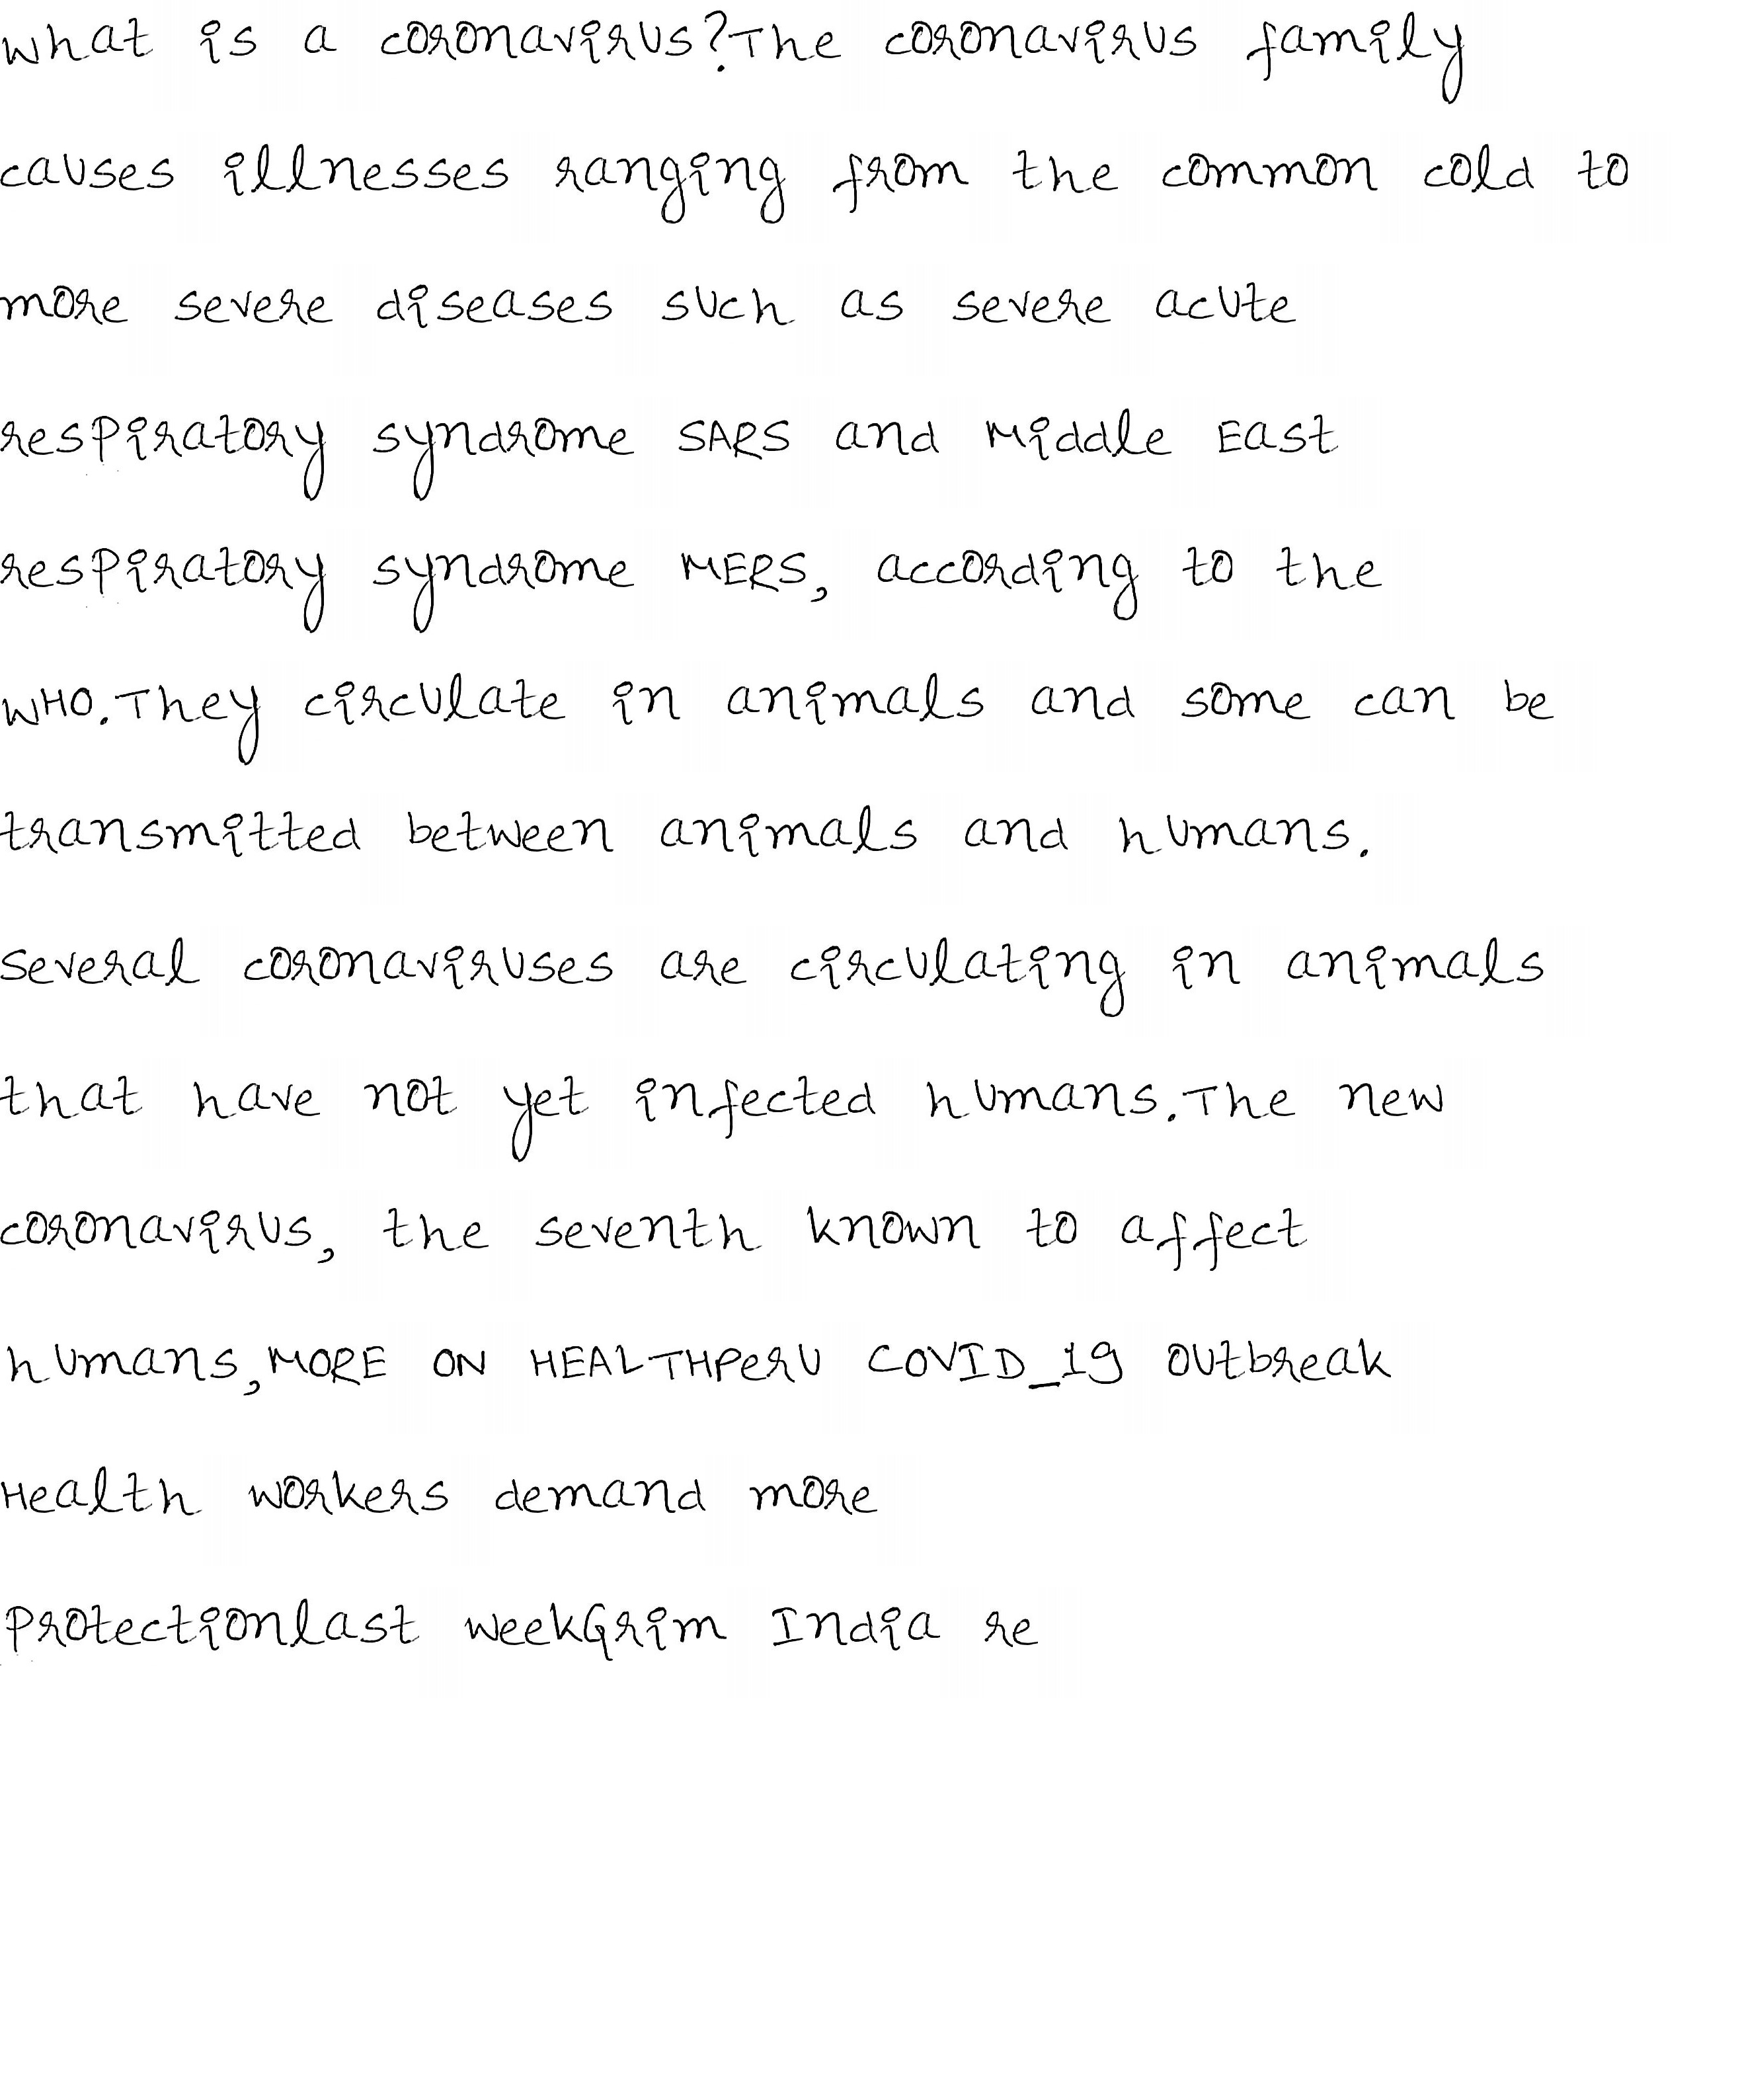 What is a coronavirus?The coronavirus family
causes illnesses ranging from the common cold to
more severe diseases such as severe acute
respiratory syndrome SARS and Middle East
respiratory syndrome MERS, according to the
WHO.They circulate in animals and some can be
transmitted between animals and humans.
Several coronaviruses are circulating in animals
that have not yet infected humans.The new
coronavirus, the seventh known to affect
humans,MORE ON HEALTHPerU COVID_19 outbreak
Health workers demand more
Protectionlast weekGrim India re